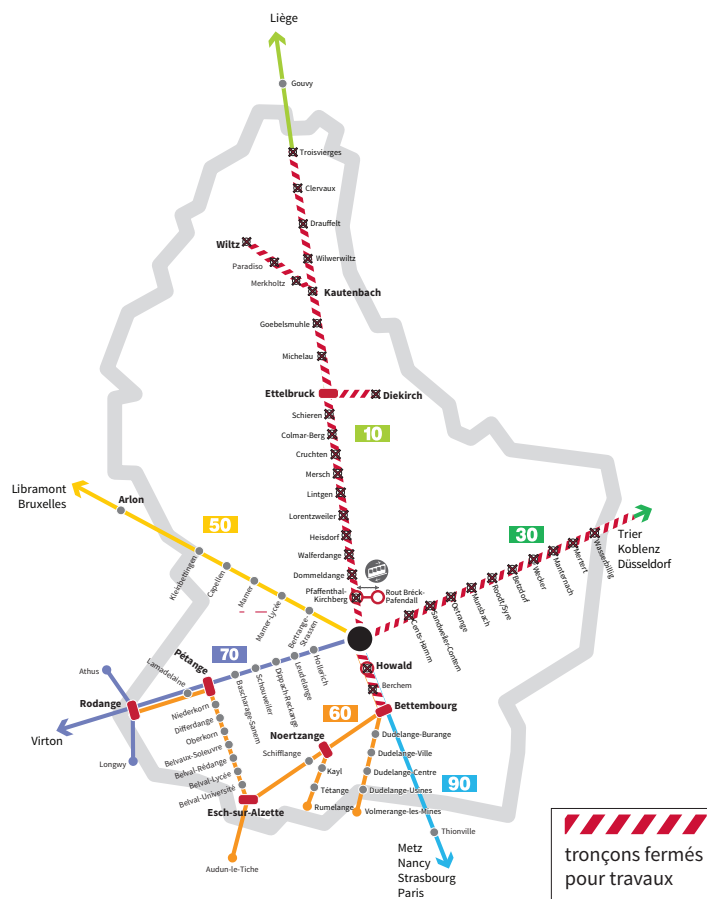 Liège
Gouvy
Troisvierges
Clervaux
Drauffelt
Wiltz
Wilwerwiltz
Paradiso
Merkholtz
Kautenbach
Goebelsmuhle
Michelau
Ettelbruck
Diekirch
Schieren
10
Colmar-Berg
Cruchten
Mersch
Lintgen
Lorentzweiler
Heisdorf
Walferdange
Dommeldange
Pfaffenthal-
Kirchberg
Rout Bréck-
Pafendall
Libramont
Bruxelles
Arlon
50
Kleinbettingen
Capellen
Mamer
Mamer-Lycée
Bertrange-
Strassen
30
Trier
Koblenz
Düsseldorf
Cents-Hamm
Sandweiler-Contern
Oetrange
Munsbach
Roodt/Syre
Betzdorf
Wecker
Manternach
Mertert
Wasserbillig
Howald
Berchem
Bettembourg
70
Hollerich
Leudelange
Dippach-Reckange
Schouweiler
Bascharage-Sanem
Pétange
Lamadelaine
Athus
Rodange
Virton
Longwy
Niederkorn
Differdange
Oberkorn
Belvaux-Soleuvre
Belval-Rédange
Belval-Lycée
Belval-Université
Esch-sur-Alzette
Audun-le-Tiche
60
Noertzange
Schifflange
Kayl
Tétange
Rumelange
Dudelange-Burange
Dudelange-Ville
Dudelange-Centre
Dudelange-Usines
Volmerange-les-Mines
90
Thionville
Metz
Nancy
Strasbourg
Paris
tronçons fermés
pour travaux